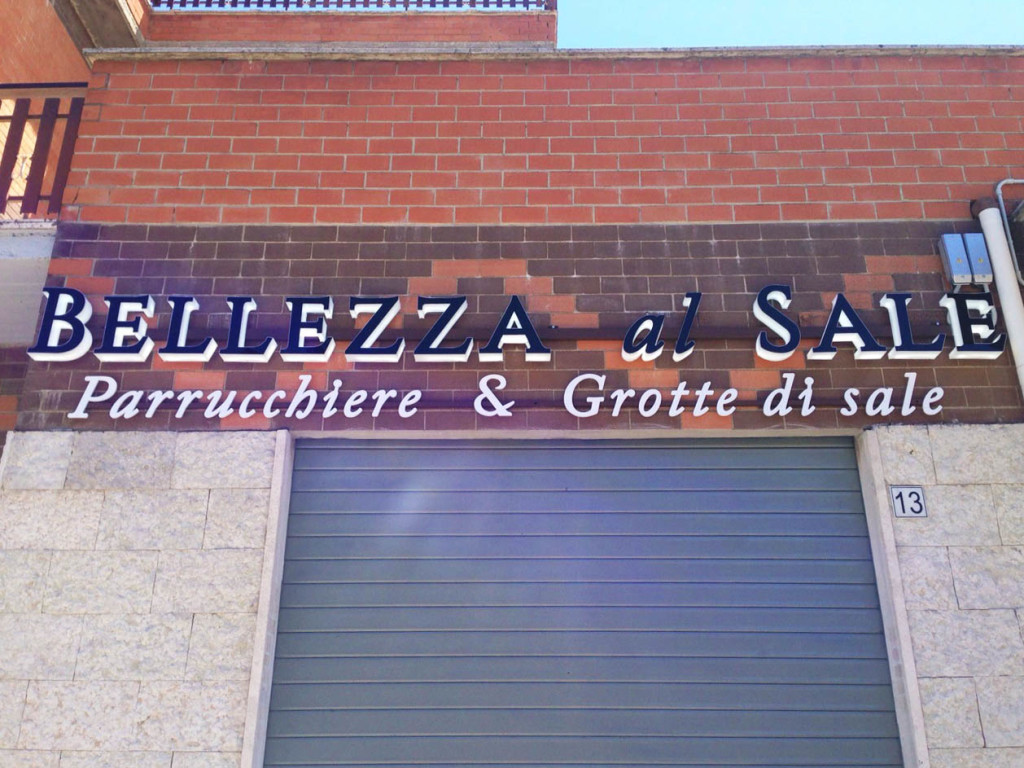 BELLEZZA al SALE
Parrucchiere & Grotte di sale
13